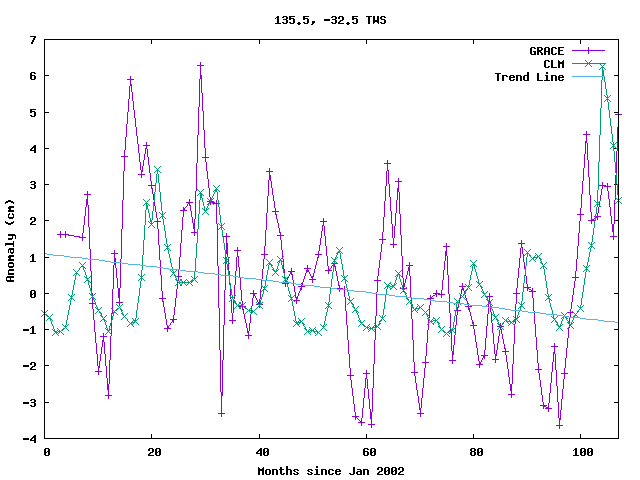 135.5, -32.5 TWS
GRACE
CLM
Trend Line
7
6
5
4
3
2
1
0
-1
-2
-3
-4
Anomaly (cm)
0 20 40 60 80 100
Months since Jan 2002